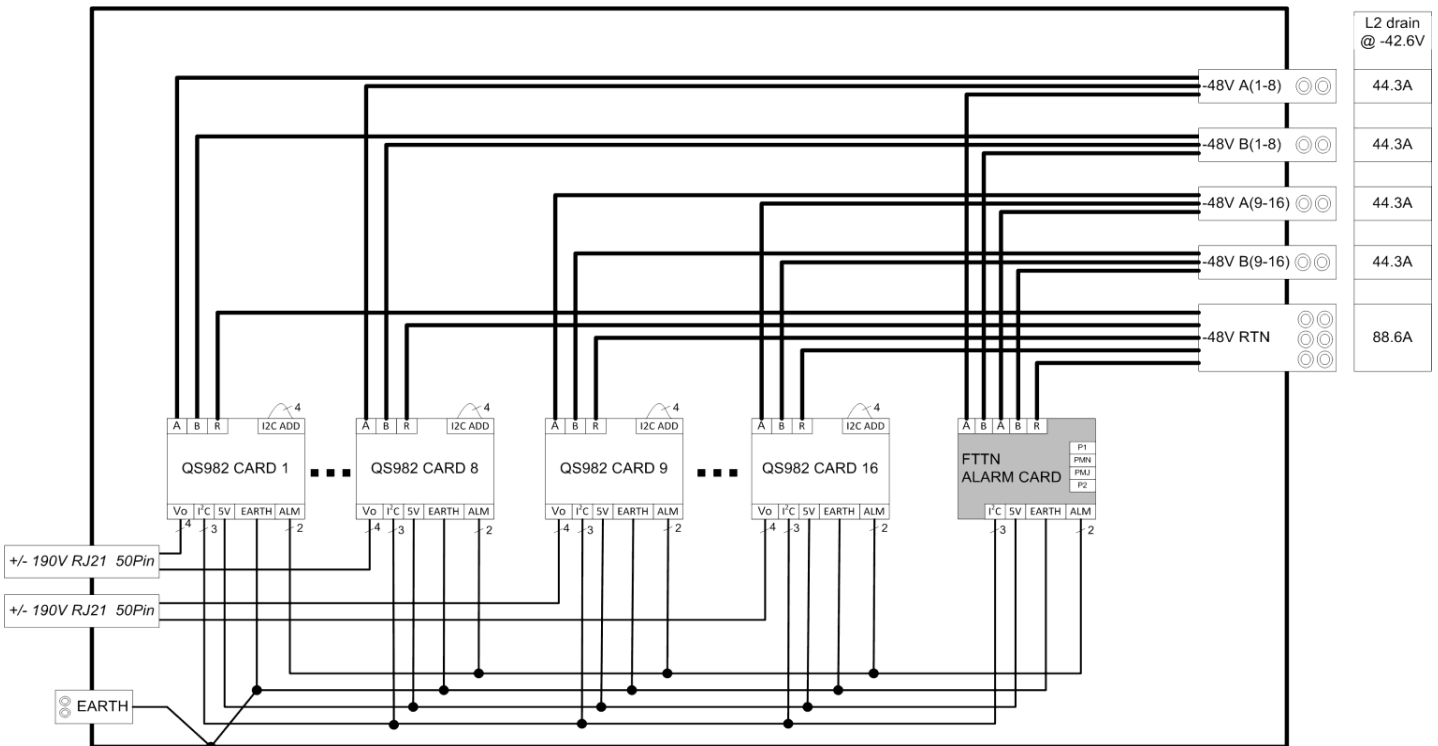 L2 drain
@ -42.6V
-48V A(1-8) 44.3A
-48V B(1-8) 44.3A
-48V A(9-16) 44.3A
-48V B(9-16) 44.3A
-48V RTN 88.6A
4 4 4 4
A B R I2C ADD A B R I2C ADD A B R I2C ADD A B R I2C ADD A B A B R
QS982 CARD 1 QS982 CARD 8 QS982 CARD 9 QS982 CARD 16
FTTN
ALARM CARD
P1
PMN
PMJ
P2
Vo I²C 5V EARTH ALM Vo I²C 5V EARTH ALM Vo I²C 5V EARTH ALM Vo I²C 5V EARTH ALM I²C 5V EARTH ALM
4 3 2 4 3 2 4 3 2 4 3 2 3 2
+/- 190V RJ21 50Pin
+/- 190V RJ21 50Pin
EARTH